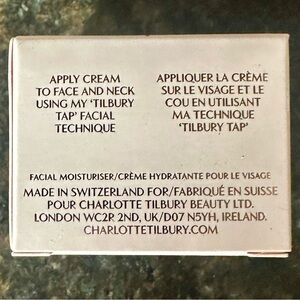 APPLY CREAM
TO FACE AND NECK
USING MY 'TILBURY
TAP' FACIAL
TECHNIQUE
APPLIQUER LA CRÈME
SUR LE VISAGE ET LE
COU EN UTILISANT
MA TECHNIQUE
'TILBURY TAP'
FACIAL MOISTURISER/CRÈME HYDRATANTE POUR LE VISAGE
MADE IN SWITZERLAND FOR/FABRIQUÉ EN SUISSE
POUR CHARLOTTE TILBURY BEAUTY LTD.
LONDON WC2R 2ND, UK/D07 N5YH, IRELAND.
CHARLOTTETILBURY.COM